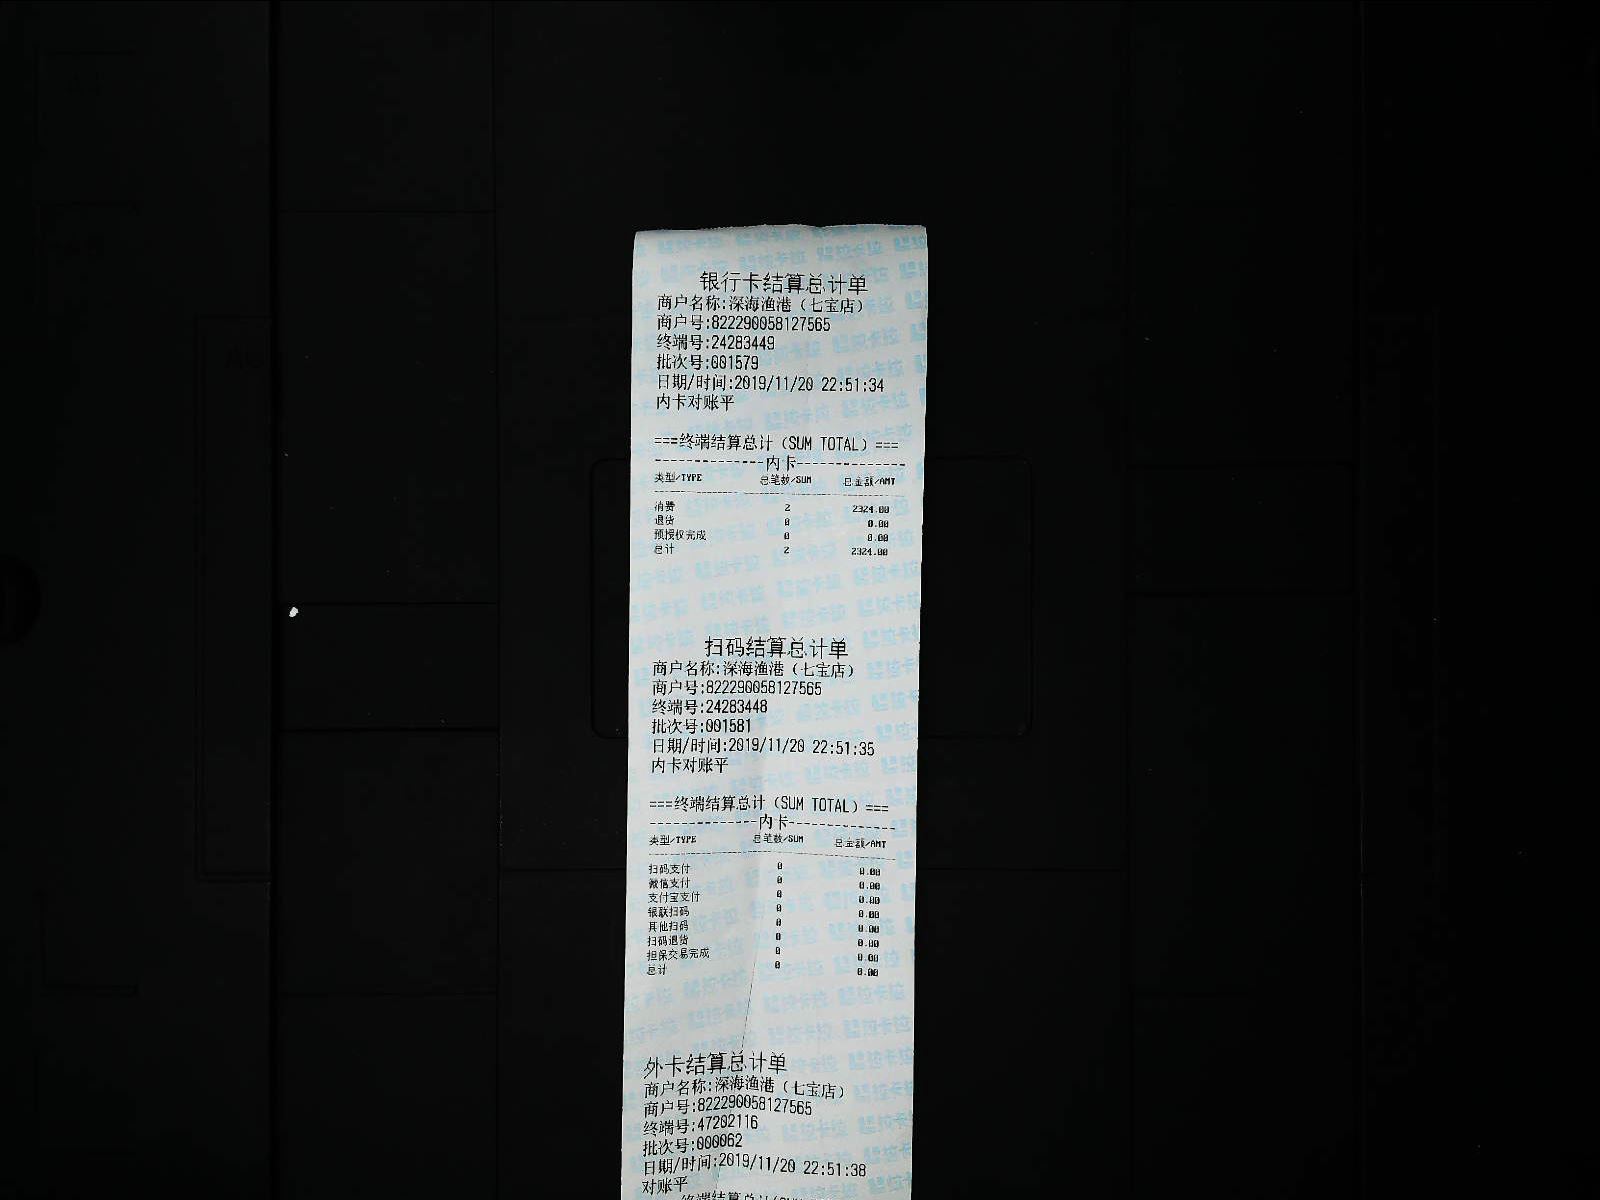 银行卡结算总计单
商户名称:深海渔港（七宝店）
商户号:822290058127565
终端号:24283449
批次号:001579
日期/时间:2019/11/20 22:51:34
内卡对账平
===终端结算总计（SUM TOTAL）===
--------------内卡--------------
类型/TYPE 总笔数/SUM 总金额/AMT
消费 2 2324.00
退货 0 0.00
预授权完成 0 0.00
总计 2 2324.00
扫码结算总计单
商户名称:深海渔港（七宝店）
商户号:822290058127565
终端号:24283448
批次号:001581
日期/时间:2019/11/20 22:51:35
内卡对账平
===终端结算总计（SUM TOTAL）===
--------------内卡--------------
类型/TYPE 总笔数/SUM 总金额/AMT
扫码支付 0 0.00
微信支付 0 0.00
支付宝支付 0 0.00
银联扫码 0 0.00
其他扫码 0 0.00
扫码退货 0 0.00
担保交易完成 0 0.00
总计 0 0.00
外卡结算总计单
商户名称:深海渔港（七宝店）
商户号:822290058127565
终端号:47202116
批次号:000062
日期/时间:2019/11/20 22:51:38
对账平